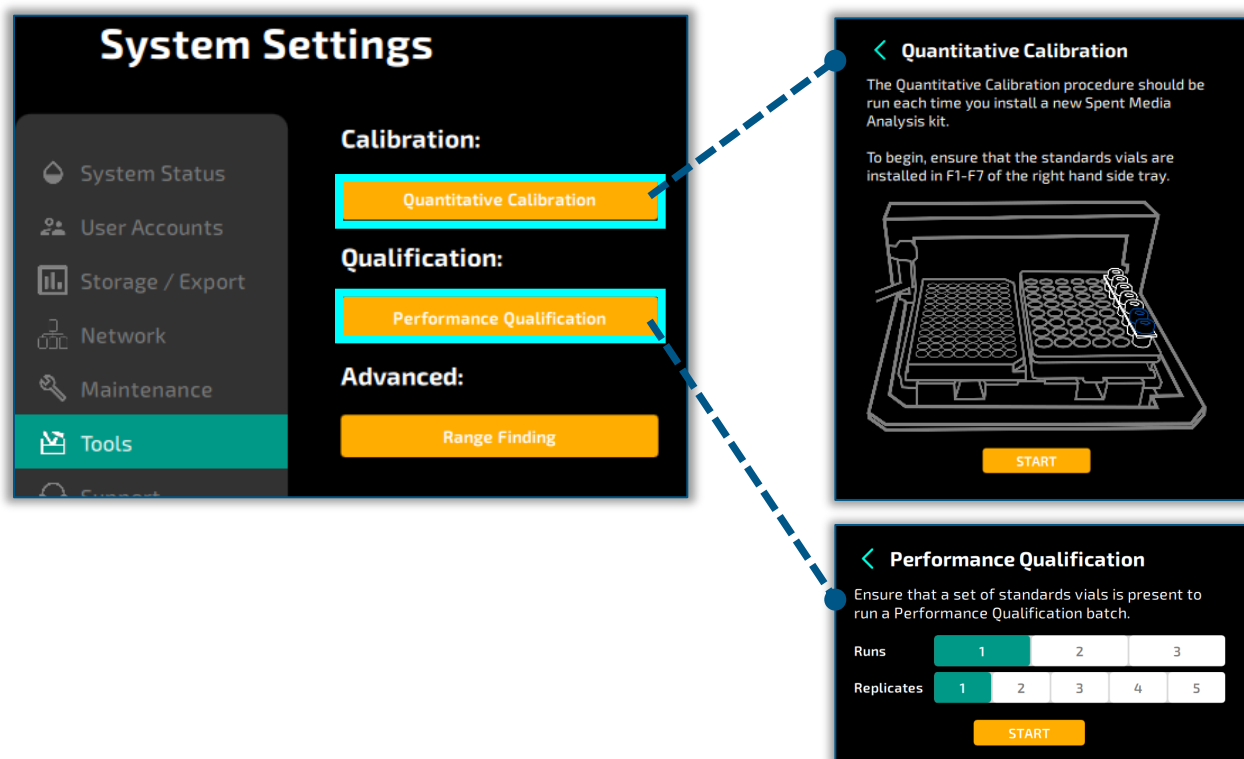 System Settings
System Status
User Accounts
Storage / Export
Network
Maintenance
Tools
Support
Calibration:
Quantitative Calibration
Qualification:
Performance Qualification
Advanced:
Range Finding
Quantitative Calibration
The Quantitative Calibration procedure should be
run each time you install a new Spent Media
Analysis kit.
To begin, ensure that the standards vials are
installed in F1-F7 of the right hand side tray.
START
Performance Qualification
Ensure that a set of standards vials is present to
run a Performance Qualification batch.
Runs 1 2 3
Replicates 1 2 3 4 5
START